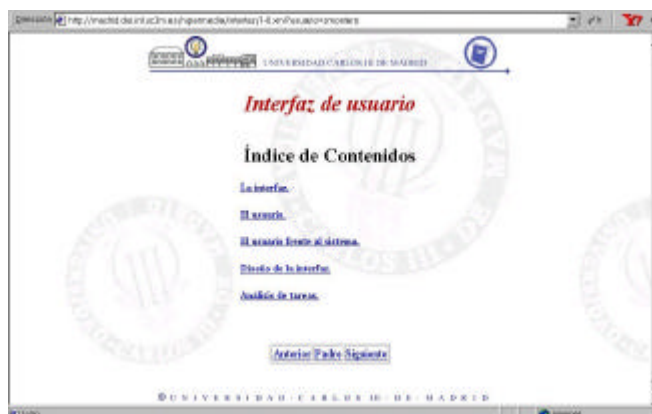 Dirección
UNIVERSIDAD CARLOS III DE MADRID
Interfaz de usuario
Índice de Contenidos
La interfaz.
El usuario.
El usuario frente al sistema.
Diseño de la interfaz.
Análisis de tareas.
Anterior Padre Siguiente
© UNIVERSIDAD · CARLOS III · DE · MADRID